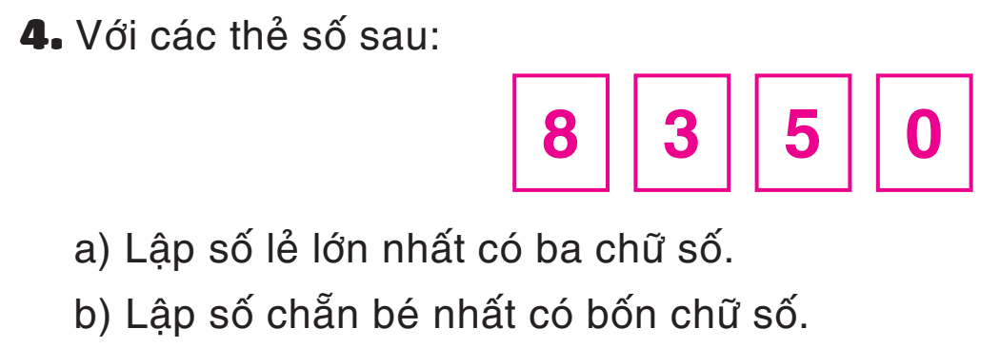 4. Với các thẻ số sau:
8 3 5 0
a) Lập số lẻ lớn nhất có ba chữ số.
b) Lập số chẵn bé nhất có bốn chữ số.